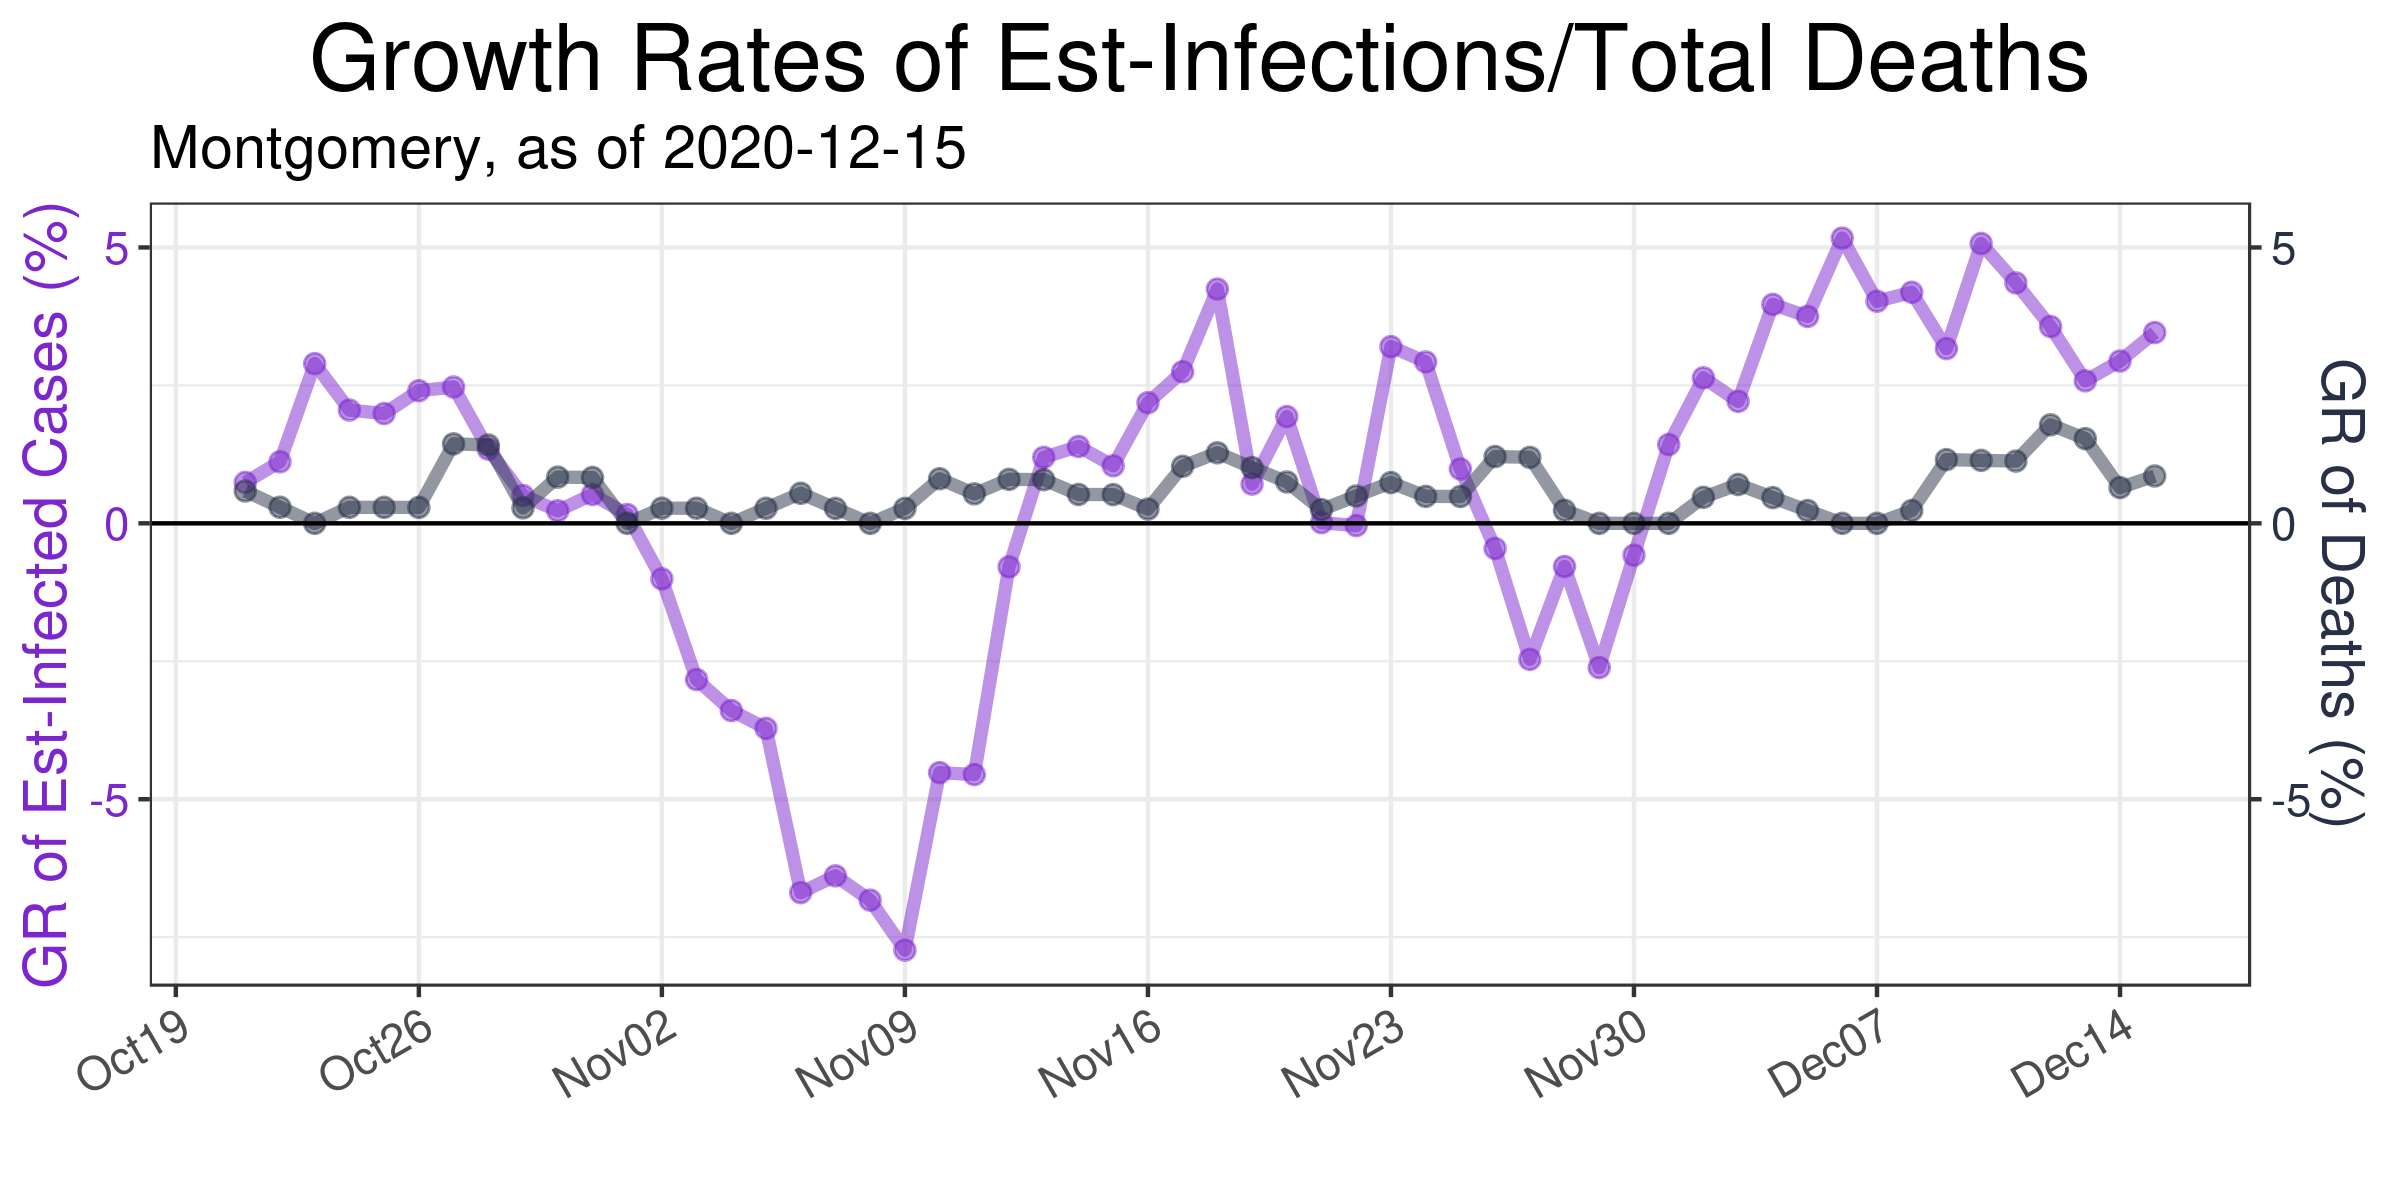 Growth Rates of Est-Infections/Total Deaths
Montgomery, as of 2020-12-15
GR of Est-Infected Cases (%)
5
0
-5
5
0
-5
GR of Deaths (%)
Oct19
Oct26
Nov02
Nov09
Nov16
Nov23
Nov30
Dec07
Dec14